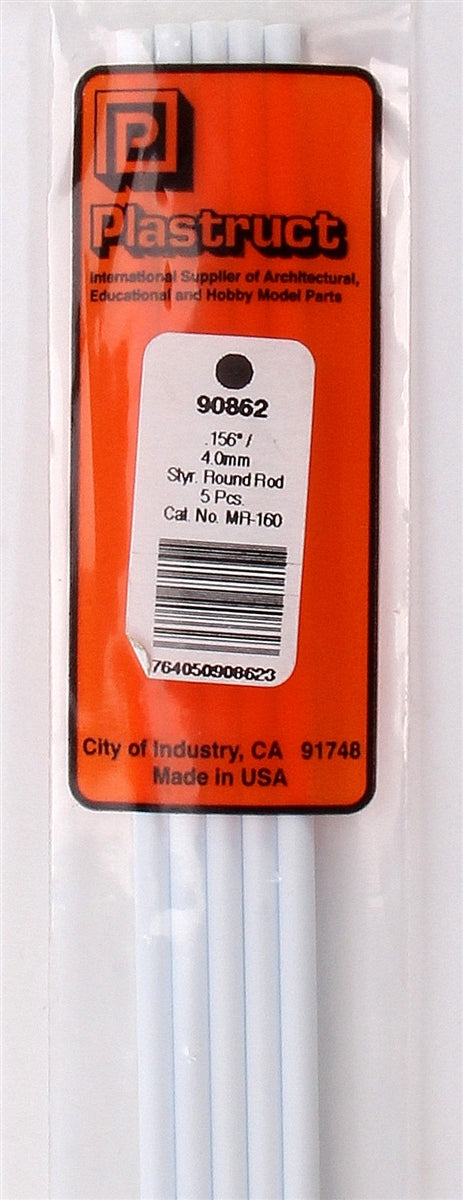 P
Plastruct
International Supplier of Architectural,
Educational and Hobby Model Parts
90862
.156" /
4.0mm
Styr. Round Rod
5 Pcs.
Cat. No. MR-160
764050908623
City of Industry, CA 91748
Made in USA